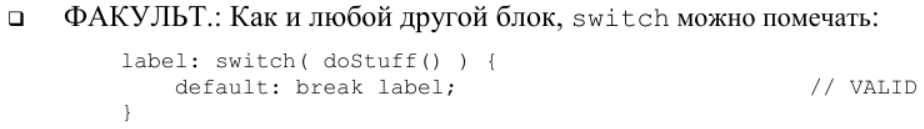 ❑ ФАКУЛЬТ.: Как и любой другой блок, switch можно помечать:
label: switch( doStuff() ) {
default: break label; // VALID
}